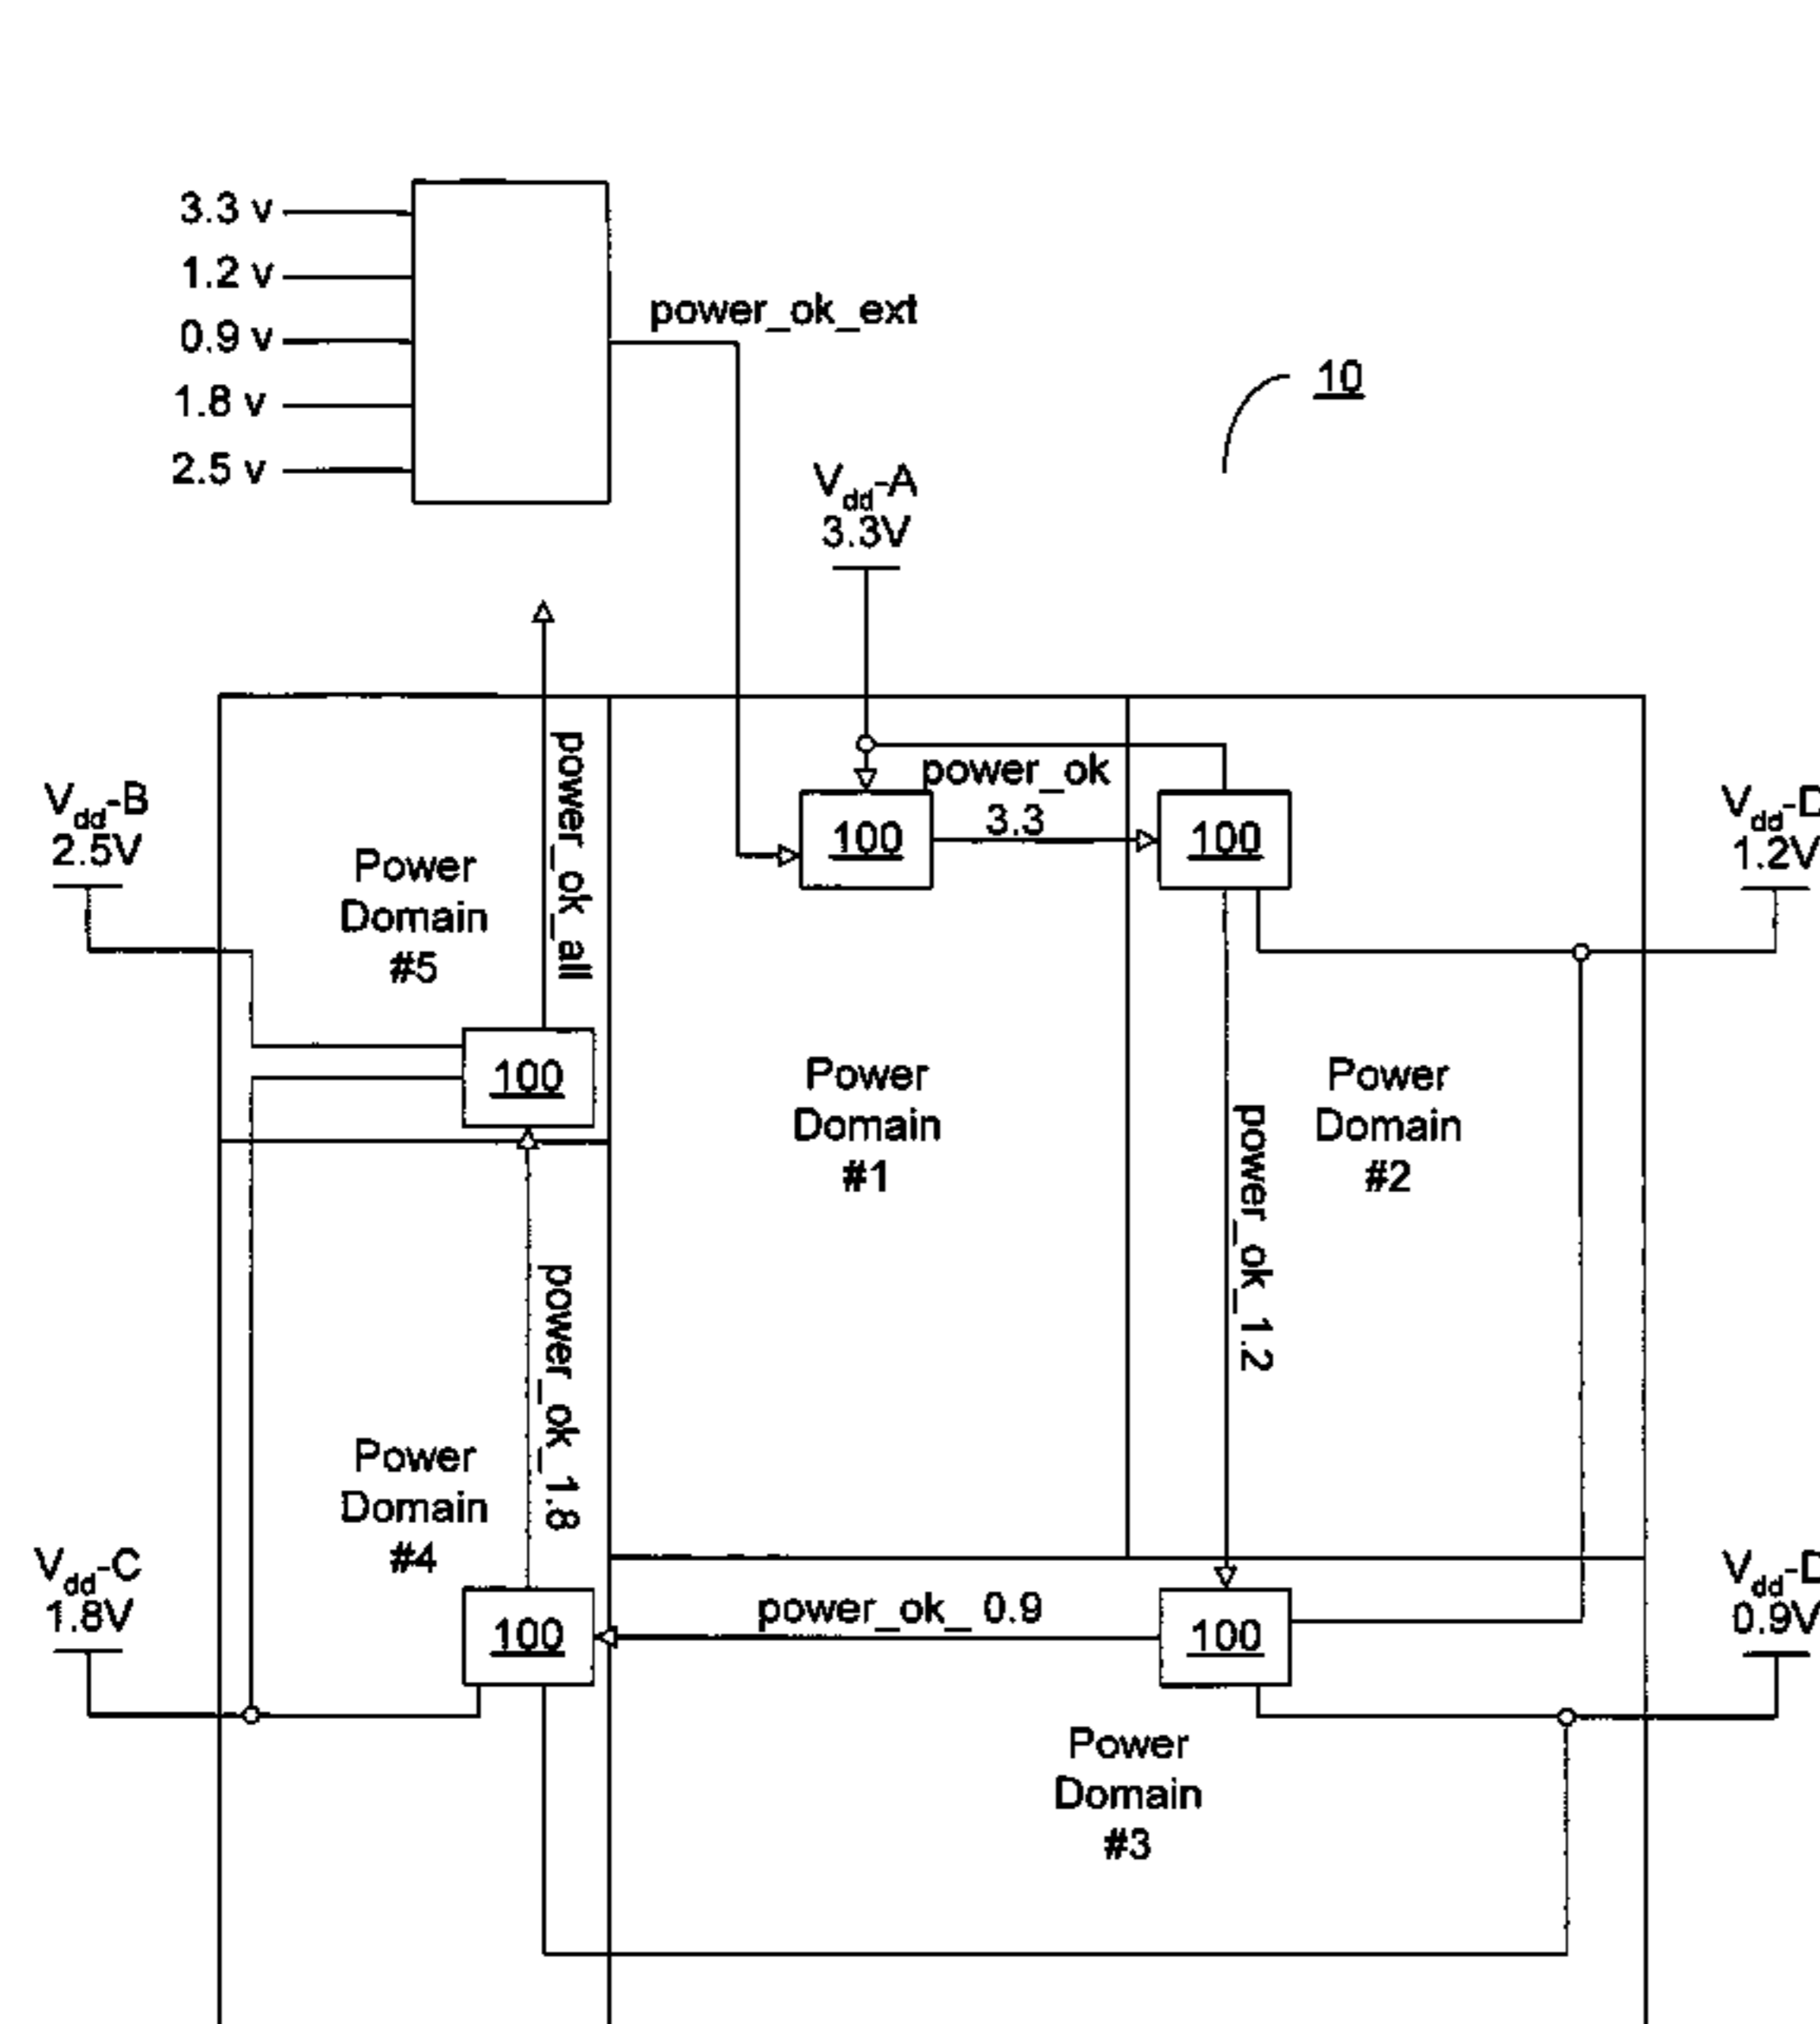 3.3 v
1.2 v
0.9 v
1.8 v
2.5 v
power_ok_ext
10
Vdd-A
3.3V
power_ok_all
power_ok
3.3
100
100
Vdd-B
2.5V
Vdd-D
1.2V
Power
Domain
#5
100
Power
Domain
#1
Power
Domain
#2
power_ok_1.2
power_ok_1.8
Power
Domain
#4
Vdd-C
1.8V
100
power_ok_ 0.9
100
Vdd-D
0.9V
Power
Domain
#3